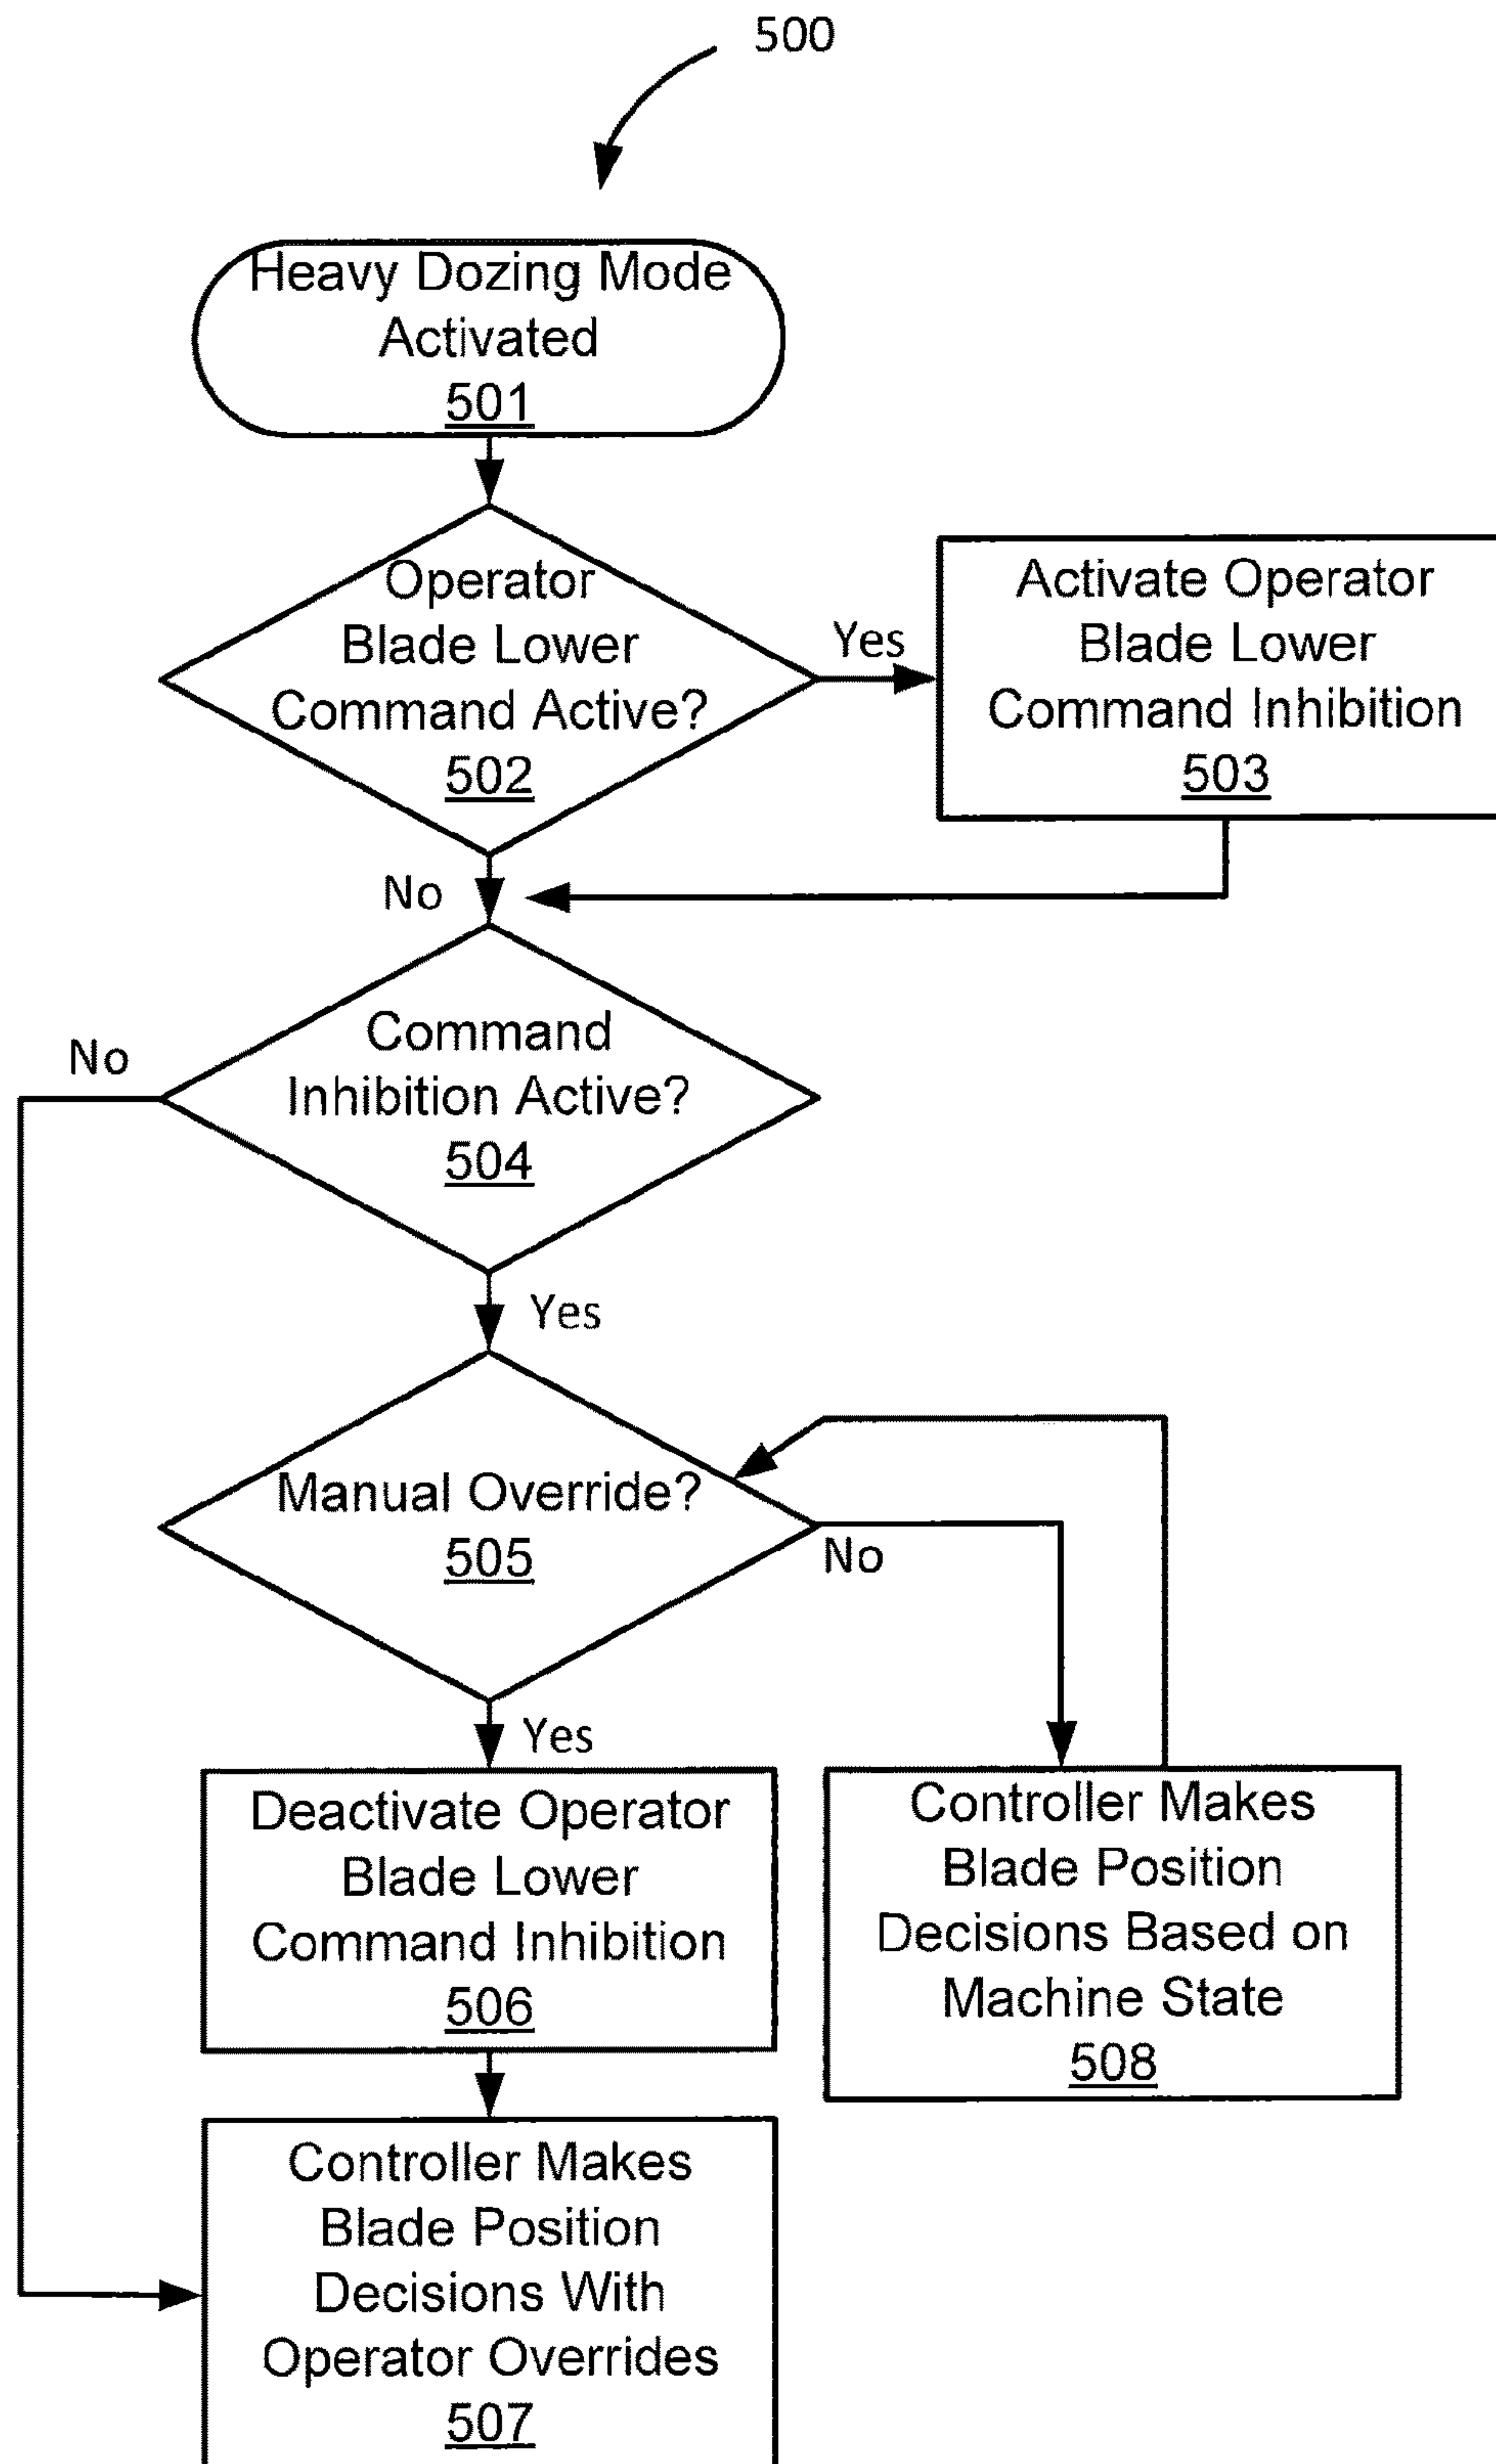 500
Heavy Dozing Mode
Activated
501
Operator
Blade Lower
Command Active?
502
Yes
Activate Operator
Blade Lower
Command Inhibition
503
No
Command
Inhibition Active?
504
No
Yes
Manual Override?
505
No
Yes
Deactivate Operator
Blade Lower
Command Inhibition
506
Controller Makes
Blade Position
Decisions Based on
Machine State
508
Controller Makes
Blade Position
Decisions With
Operator Overrides
507